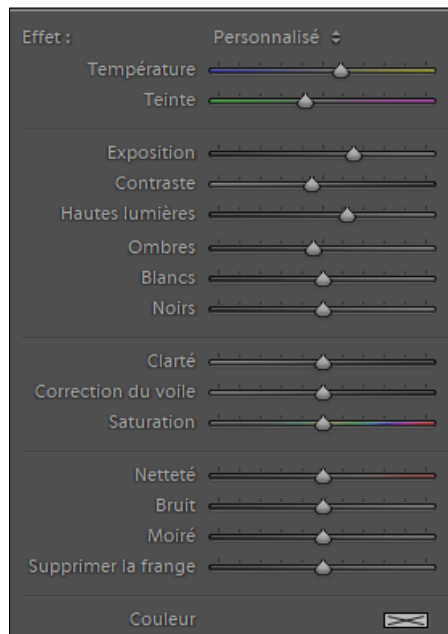 Effet : Personnalisé
Température
Teinte
Exposition
Contraste
Hautes lumières
Ombres
Blancs
Noirs
Clarté
Correction du voile
Saturation
Netteté
Bruit
Moiré
Supprimer la frange
Couleur